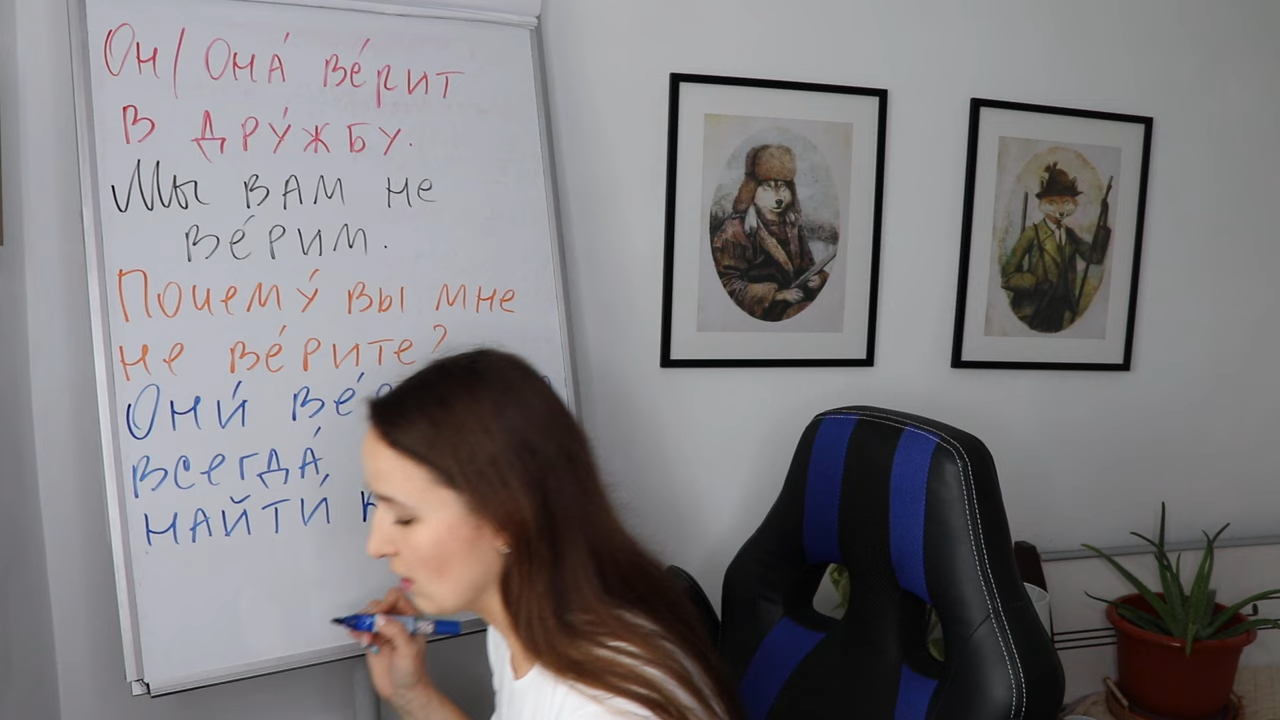 Он/Она́ ве́рит
в дру́жбу.
Мы вам не
ве́рим.
Почему́ вы мне
не ве́рите?
Они́
всегда́,
найти́